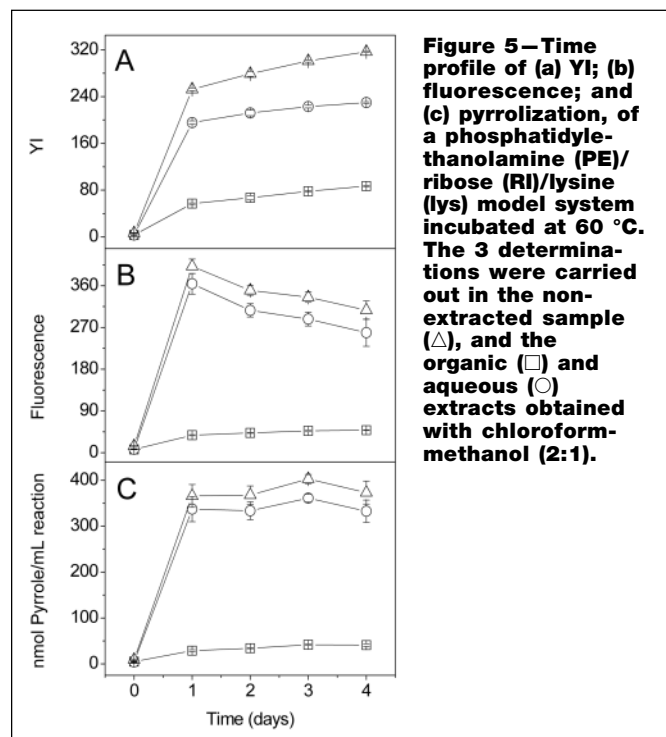 A
320
240
160
80
0
YI
B
360
270
180
90
0
Fluorescence
C
400
300
200
100
0
nmol Pyrrole/mL reaction
0 1 2 3 4
Time (days)
Figure 5—Time
profile of (a) YI; (b)
fluorescence; and
(c) pyrrolization, of
a phosphatidyle-
thanolamine (PE)/
ribose (RI)/lysine
(lys) model system
incubated at 60 °C.
The 3 determina-
tions were carried
out in the non-
extracted sample
(△), and the
organic (□) and
aqueous (○)
extracts obtained
with chloroform-
methanol (2:1).